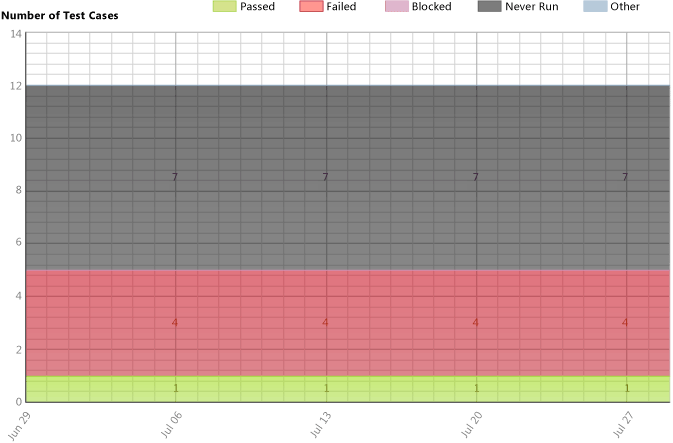 Passed Failed Blocked Never Run Other
Number of Test Cases
14
12
10
8
7 7 7 7
6
4
4 4 4 4
2
1 1 1 1
0
Jun 29 Jul 06 Jul 13 Jul 20 Jul 27